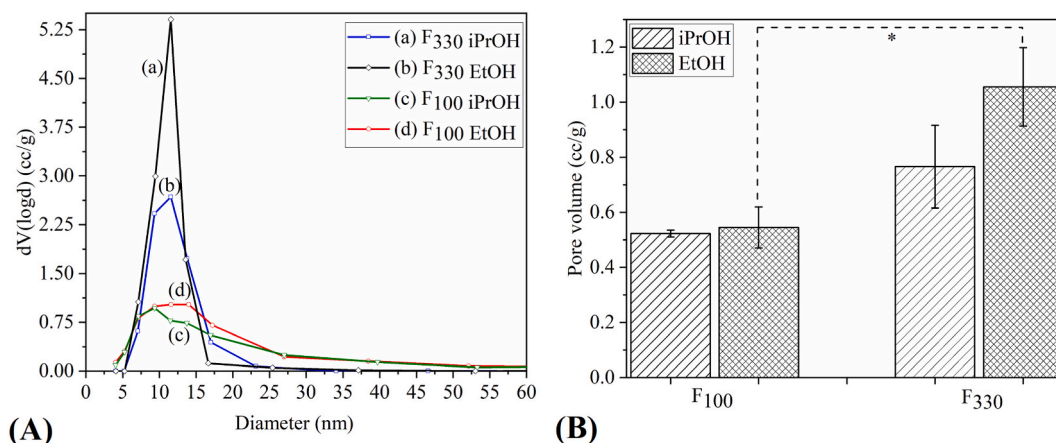 5.25
4.50
3.75
3.00
2.25
1.50
0.75
0.00
dV(logd) (cc/g)
0 5 10 15 20 25 30 35 40 45 50 55 60
Diameter (nm)
(a)
(b)
(d)
(c)
(a) F330 iPrOH
(b) F330 EtOH
(c) F100 iPrOH
(d) F100 EtOH
(A)
1.2
1.0
0.8
0.6
0.4
0.2
0.0
Pore volume (cc/g)
iPrOH
EtOH
*
F100 F330
(B)